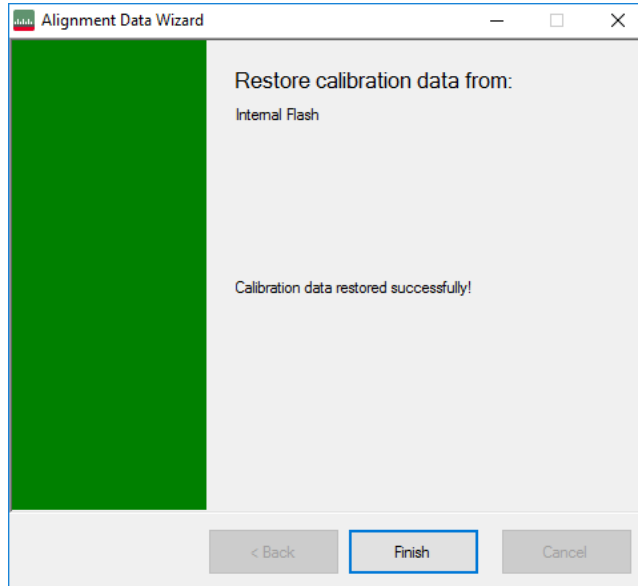 Alignment Data Wizard
Restore calibration data from:
Internal Flash
Calibration data restored successfully!
< Back
Finish
Cancel